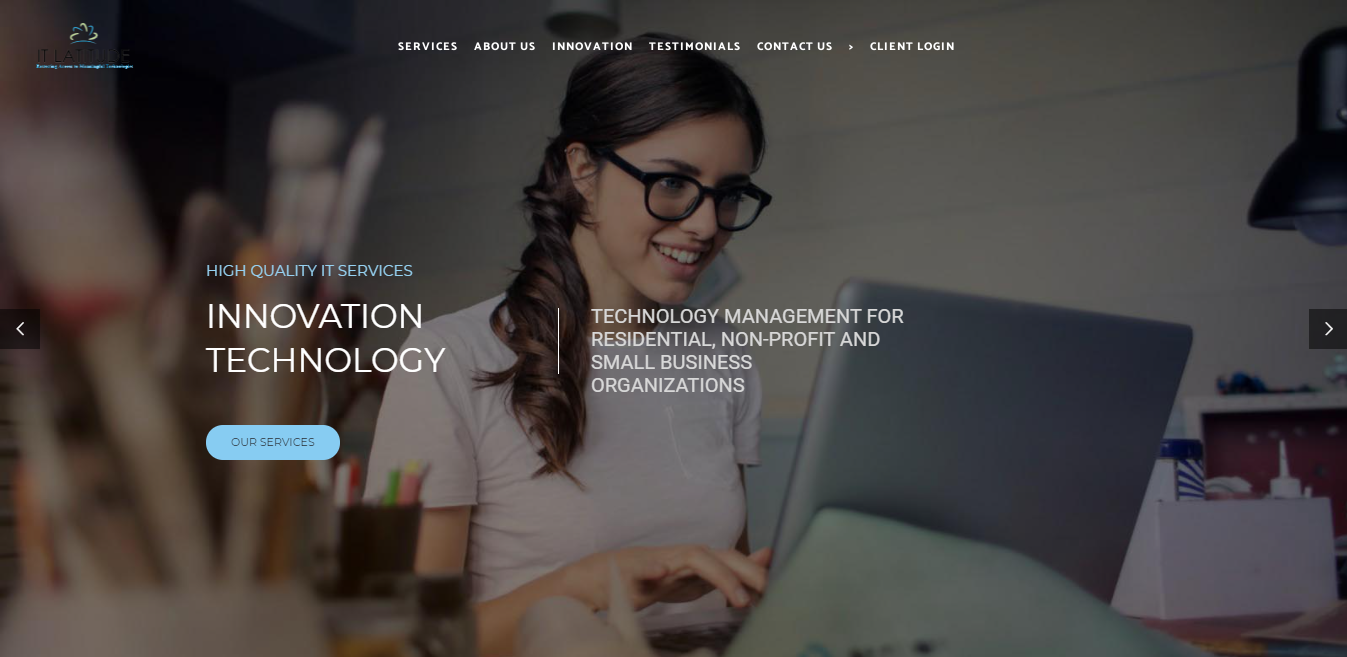 IT LATITUDE
SERVICES ABOUT US INNOVATION TESTIMONIALS CONTACT US > CLIENT LOGIN
HIGH QUALITY IT SERVICES
INNOVATION
TECHNOLOGY
TECHNOLOGY MANAGEMENT FOR
RESIDENTIAL, NON-PROFIT AND
SMALL BUSINESS
ORGANIZATIONS
OUR SERVICES